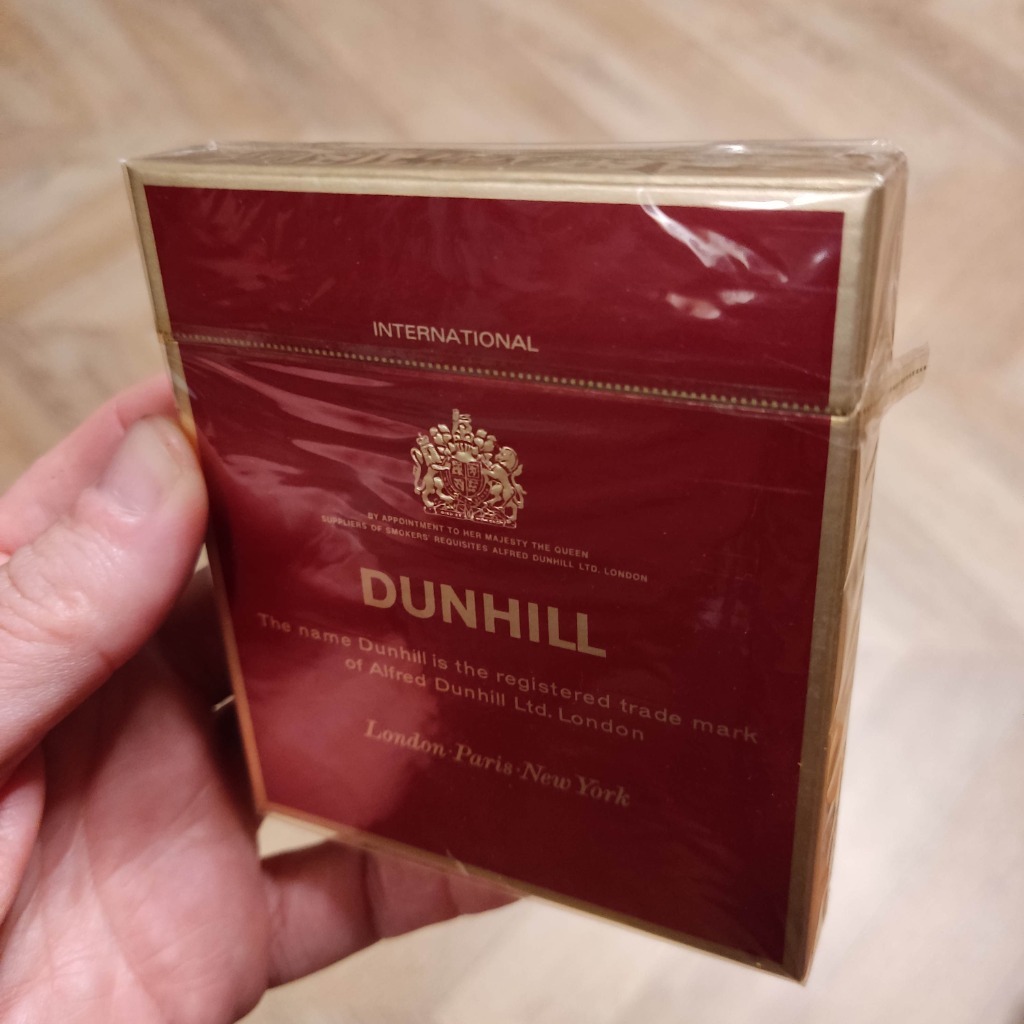 INTERNATIONAL
BY APPOINTMENT TO HER MAJESTY THE QUEEN
SUPPLIERS OF SMOKERS' REQUISITES ALFRED DUNHILL LTD. LONDON
DUNHILL
The name Dunhill is the registered trade mark
of Alfred Dunhill Ltd. London
London·Paris·New York